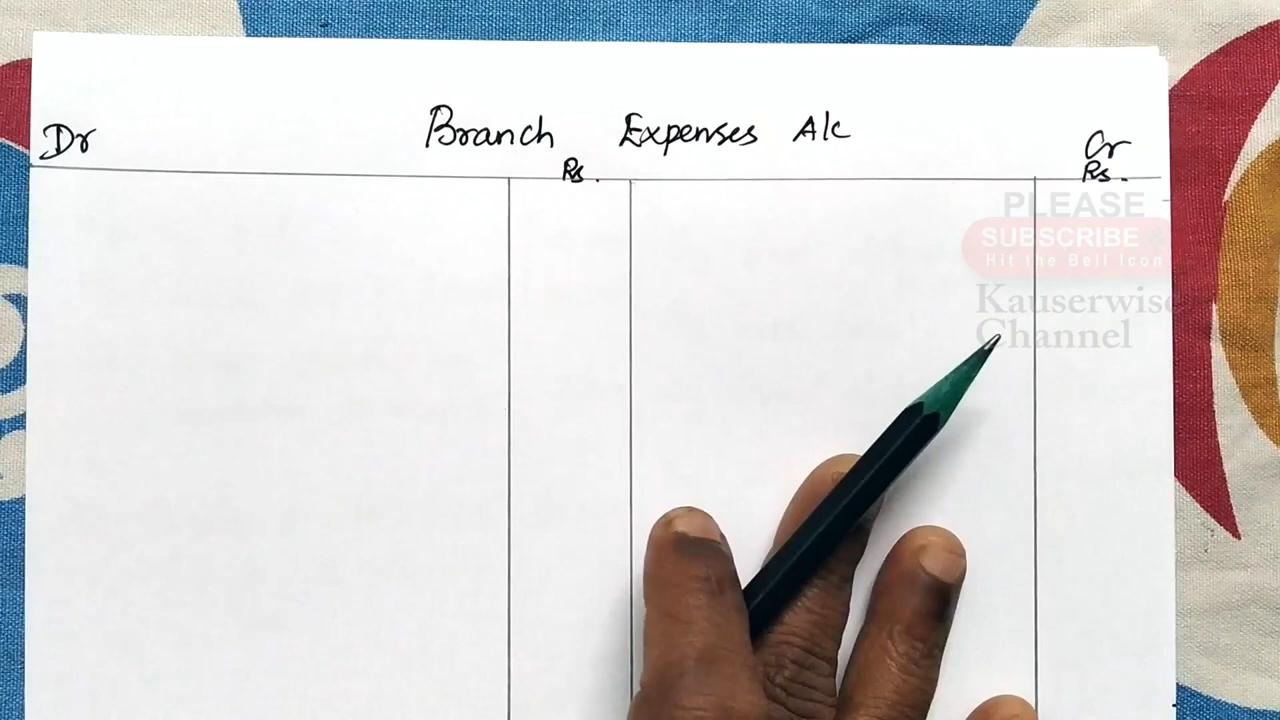 Dr Branch Expenses A/c Cr
Rs. Rs.
PLEASE
SUBSCRIBE
Hit the Bell Icon
Kauserwise
Channel